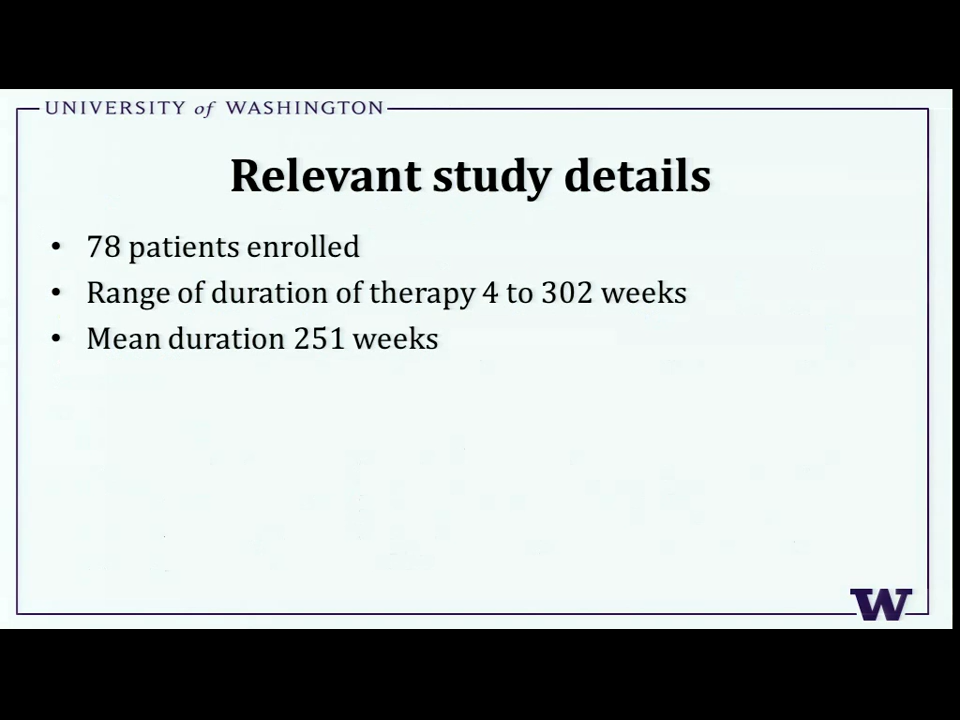 UNIVERSITY of WASHINGTON
Relevant study details
• 78 patients enrolled
• Range of duration of therapy 4 to 302 weeks
• Mean duration 251 weeks
W